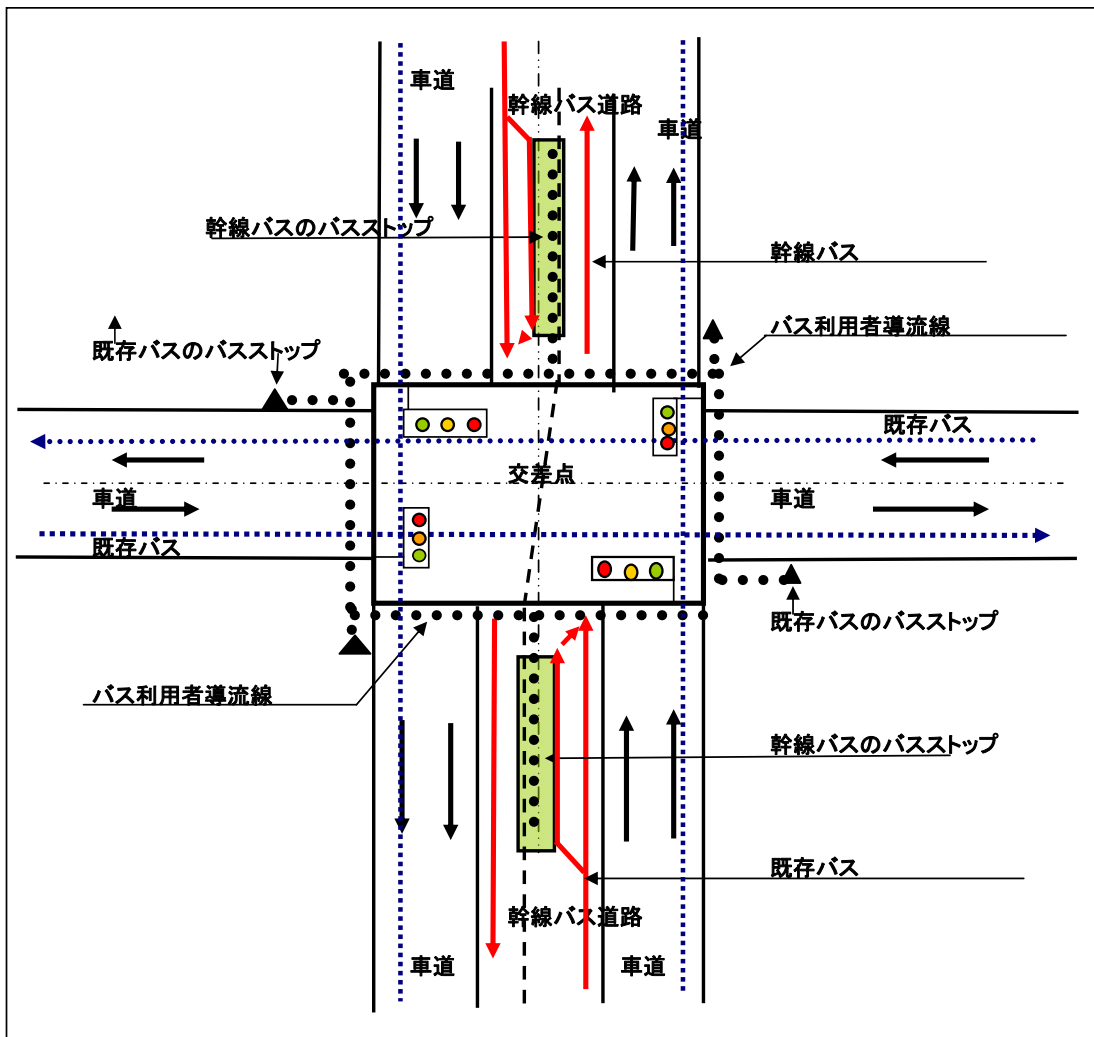 車道
幹線バス道路
車道
幹線バスのバスストップ
幹線バス
バス利用者導流線
既存バスのバスストップ
既存バス
交差点
車道
車道
既存バス
既存バスのバスストップ
バス利用者導流線
幹線バスのバスストップ
既存バス
幹線バス道路
車道
車道